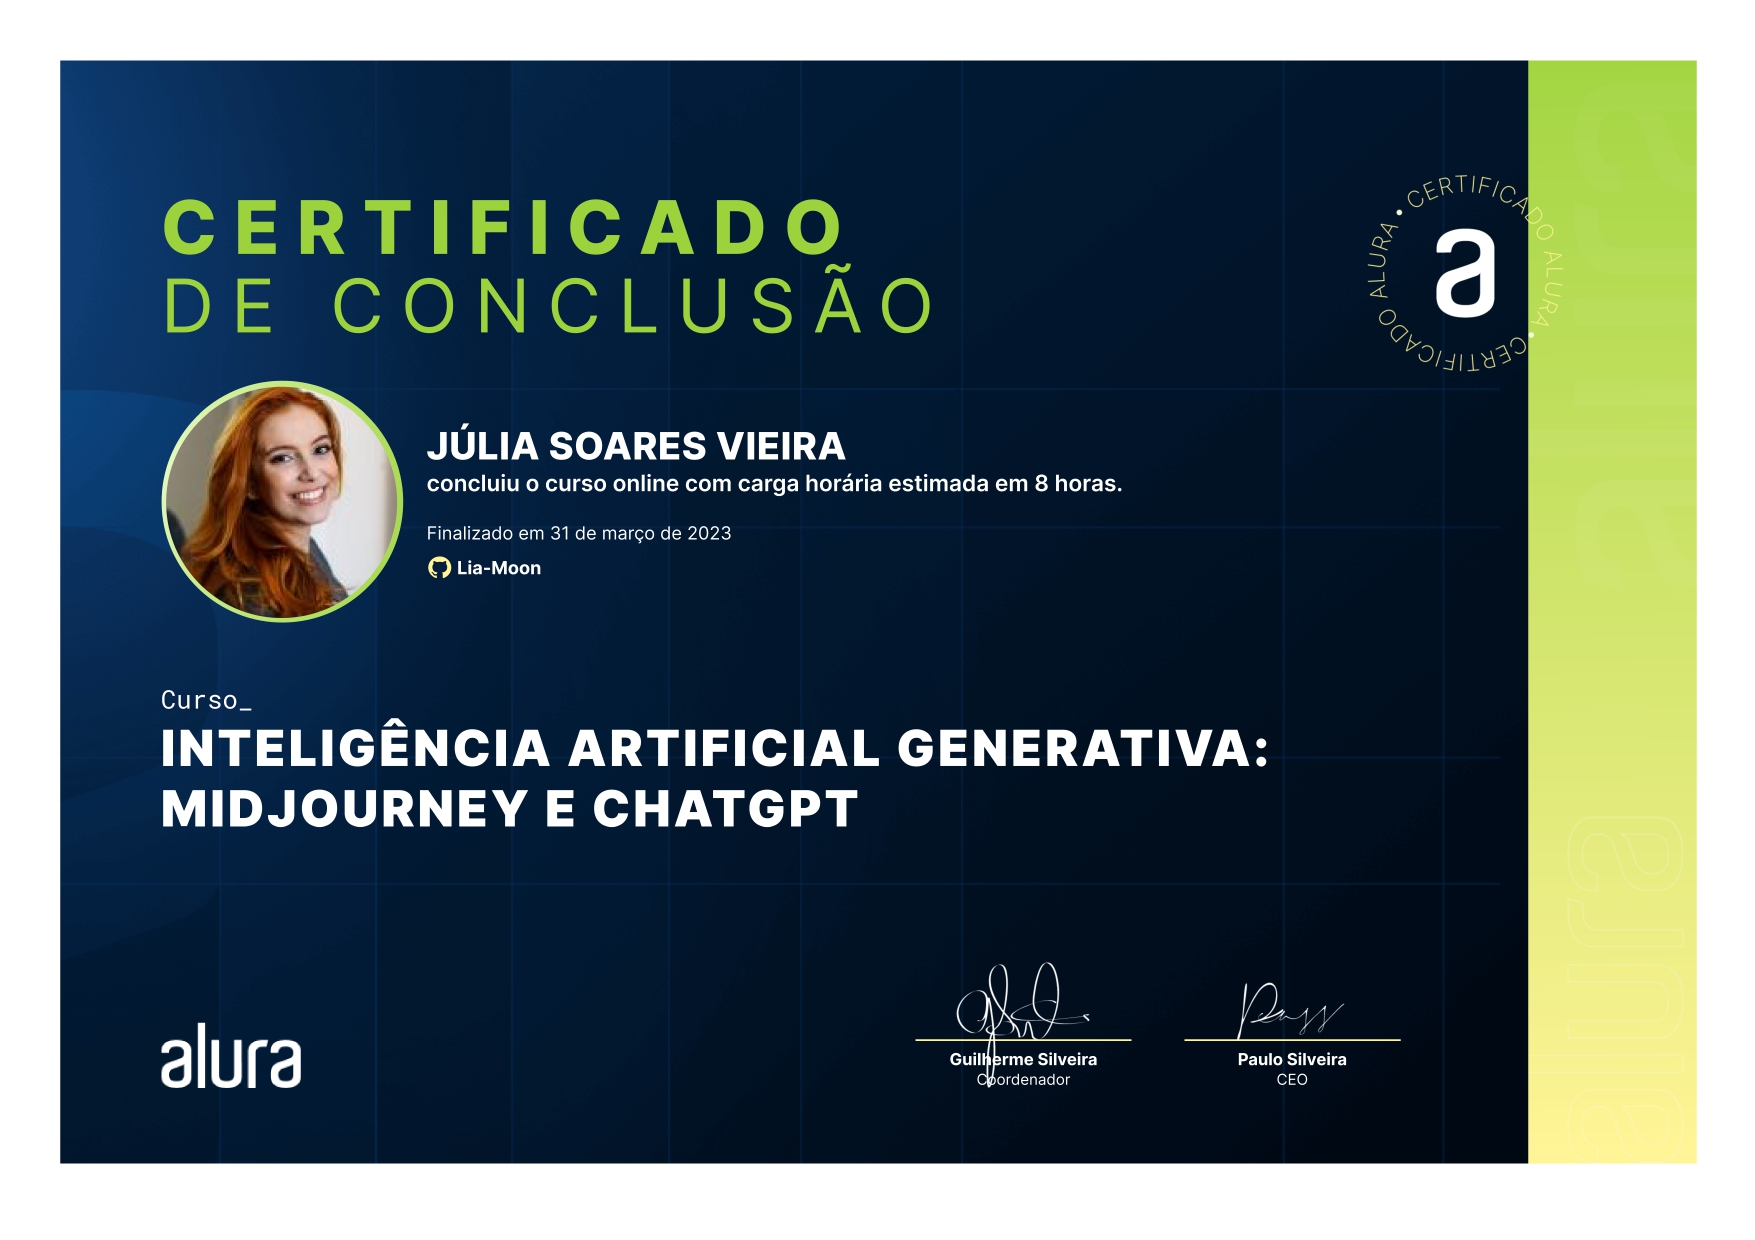 CERTIFICADO
DE CONCLUSÃO
• CERTIFICADO ALURA • CERTIFICADO ALURA
a
JÚLIA SOARES VIEIRA
concluiu o curso online com carga horária estimada em 8 horas.
Finalizado em 31 de março de 2023
Lia-Moon
Curso_
INTELIGÊNCIA ARTIFICIAL GENERATIVA:
MIDJOURNEY E CHATGPT
alura
Guilherme Silveira
Coordenador
Paulo Silveira
CEO
alura
alura